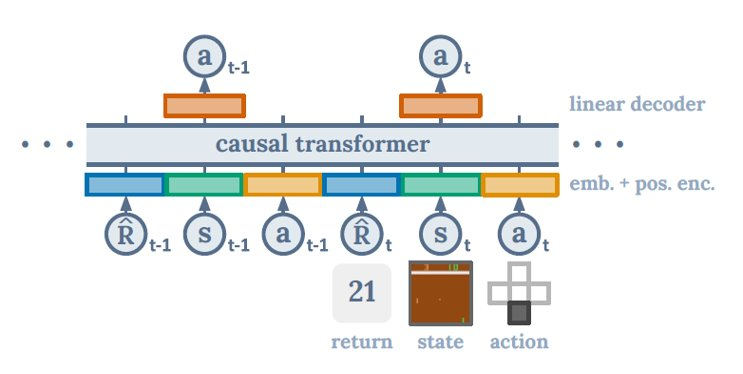 a t-1 a t
linear decoder
• • • causal transformer • • •
emb. + pos. enc.
R̂ t-1 s t-1 a t-1 R̂ t s t a t
21
return state action